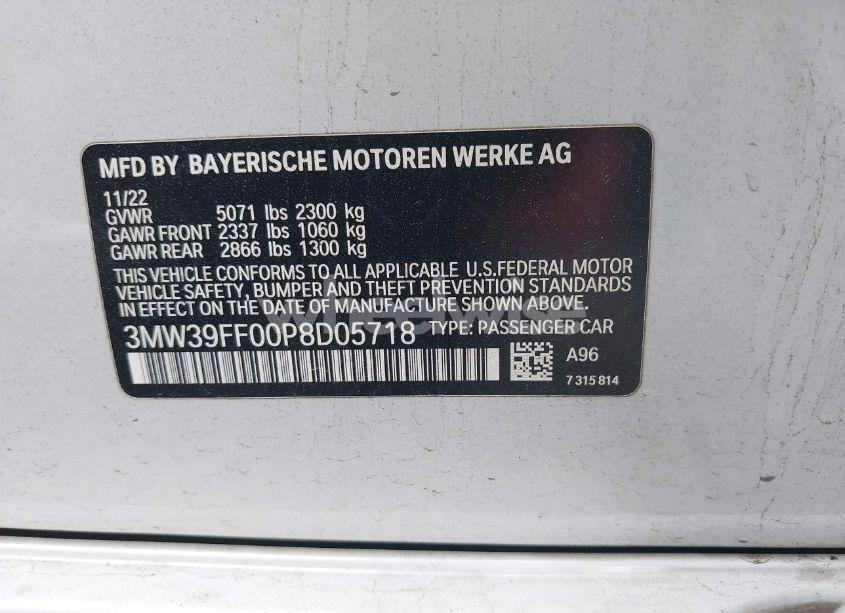 MFD BY BAYERISCHE MOTOREN WERKE AG
11/22
GVWR 5071 lbs 2300 kg
GAWR FRONT 2337 lbs 1060 kg
GAWR REAR 2866 lbs 1300 kg
THIS VEHICLE CONFORMS TO ALL APPLICABLE U.S.FEDERAL MOTOR
VEHICLE SAFETY, BUMPER AND THEFT PREVENTION STANDARDS
IN EFFECT ON THE DATE OF MANUFACTURE SHOWN ABOVE.
3MW39FF00P8D05718 TYPE: PASSENGER CAR
A96
7 315 814